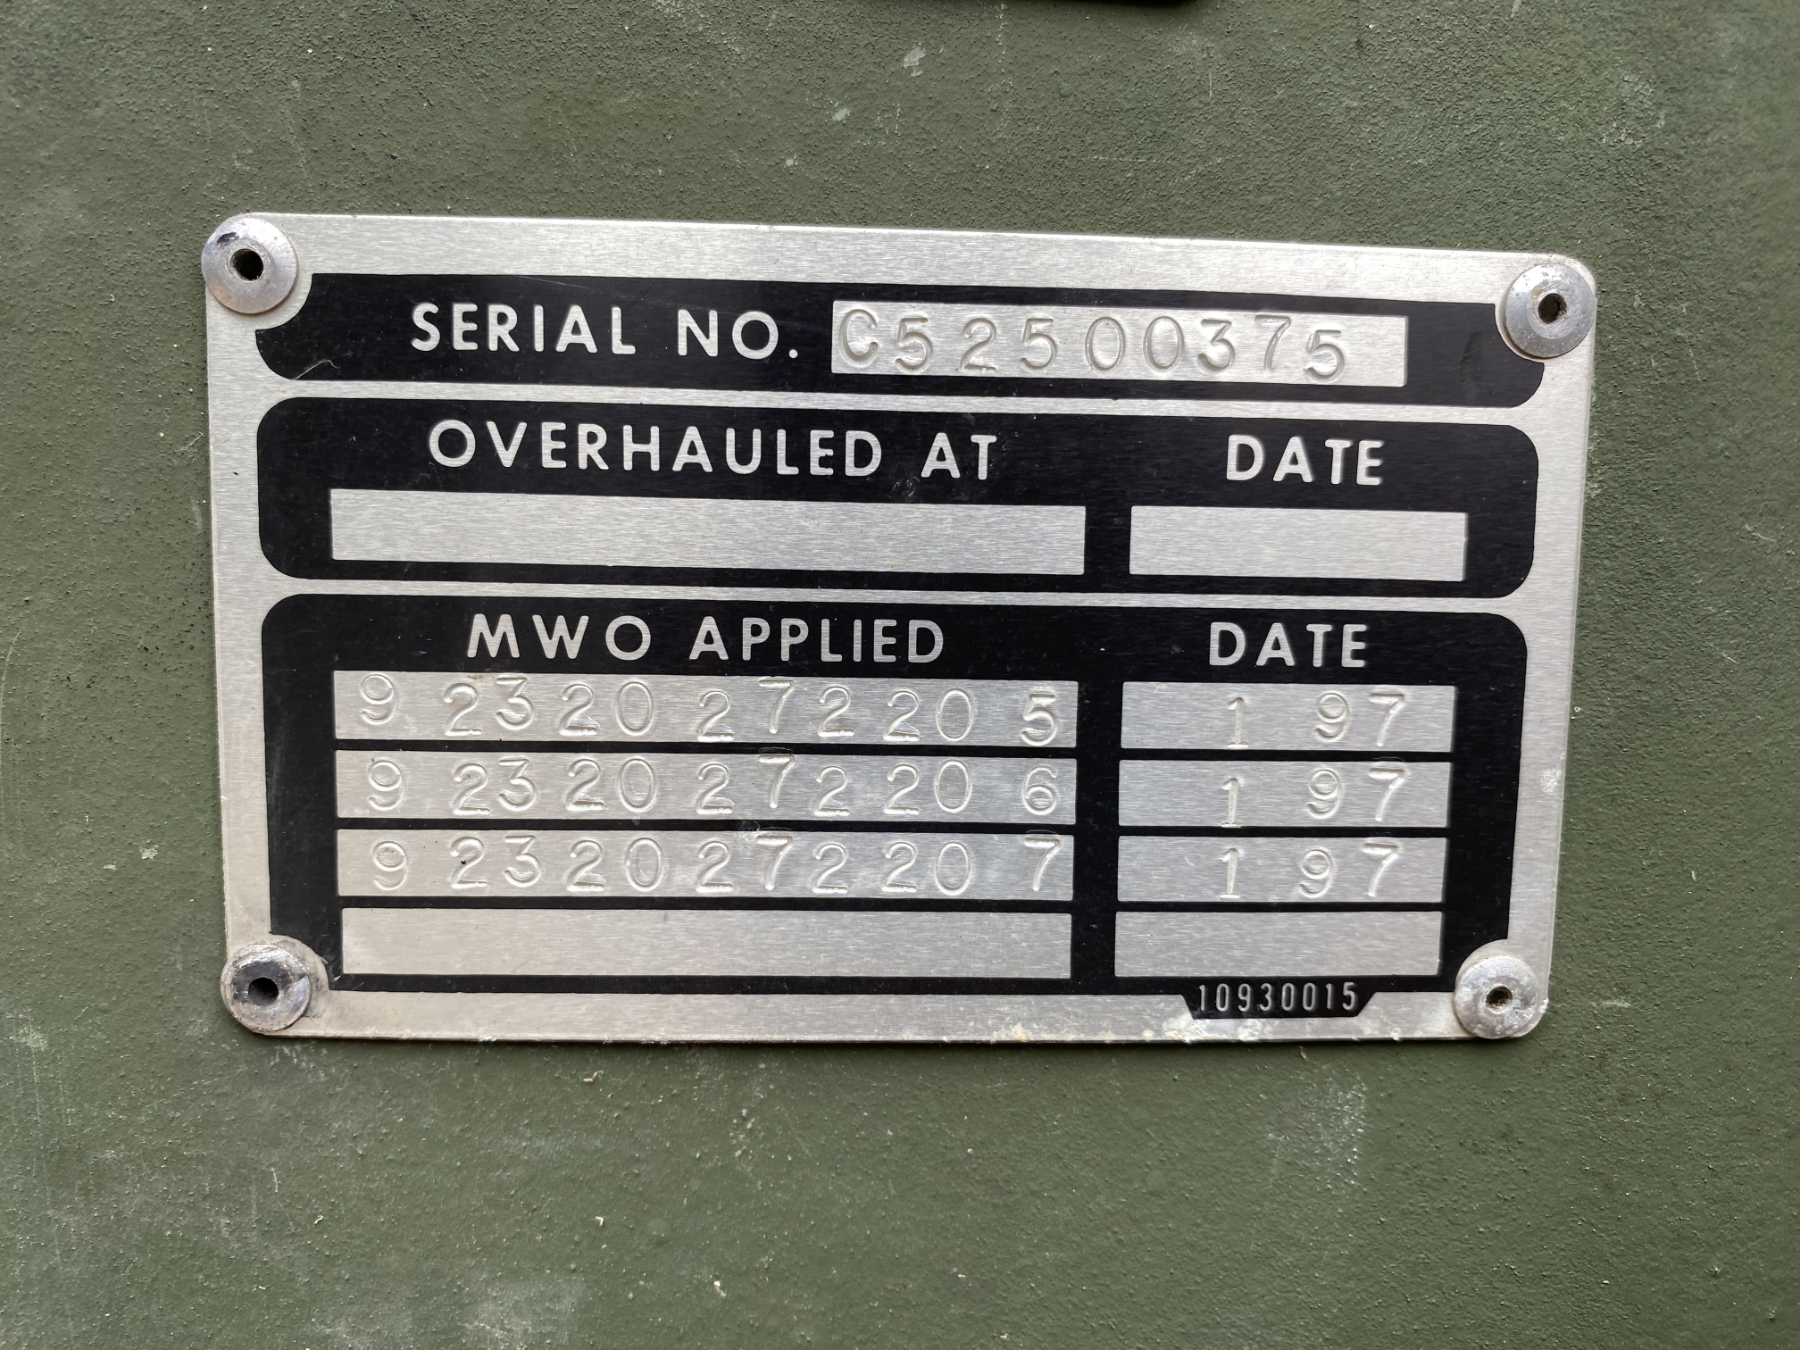 SERIAL NO. C52500375
OVERHAULED AT DATE
MWO APPLIED DATE
9 2320 272 20 5 1 97
9 2320 272 20 6 1 97
9 2320 272 20 7 1 97
10930015